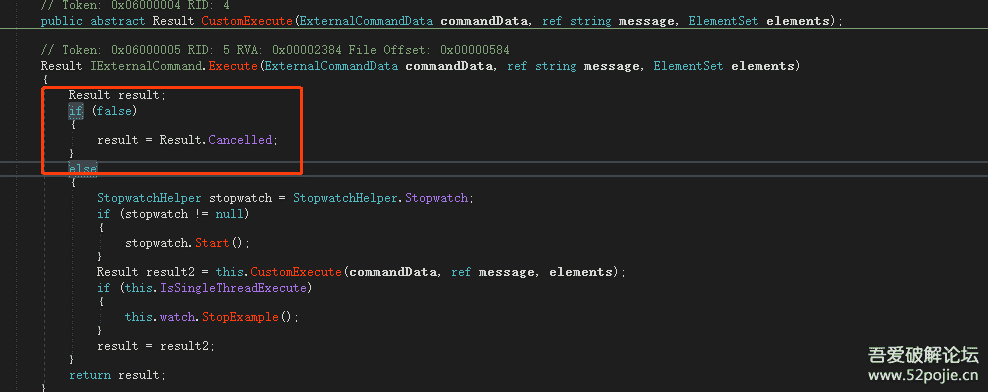 // Token: 0x06000004 RID: 4
public abstract Result CustomExecute(ExternalCommandData commandData, ref string message, ElementSet elements);
// Token: 0x06000005 RID: 5 RVA: 0x00002384 File Offset: 0x00000584
Result IExternalCommand.Execute(ExternalCommandData commandData, ref string message, ElementSet elements)
{
Result result;
if (false)
{
result = Result.Cancelled;
}
else
{
StopwatchHelper stopwatch = StopwatchHelper.Stopwatch;
if (stopwatch != null)
{
stopwatch.Start();
}
Result result2 = this.CustomExecute(commandData, ref message, elements);
if (this.IsSingleThreadExecute)
{
this.watch.StopExample();
}
result = result2;
}
return result;
}
吾爱破解论坛
www.52pojie.cn